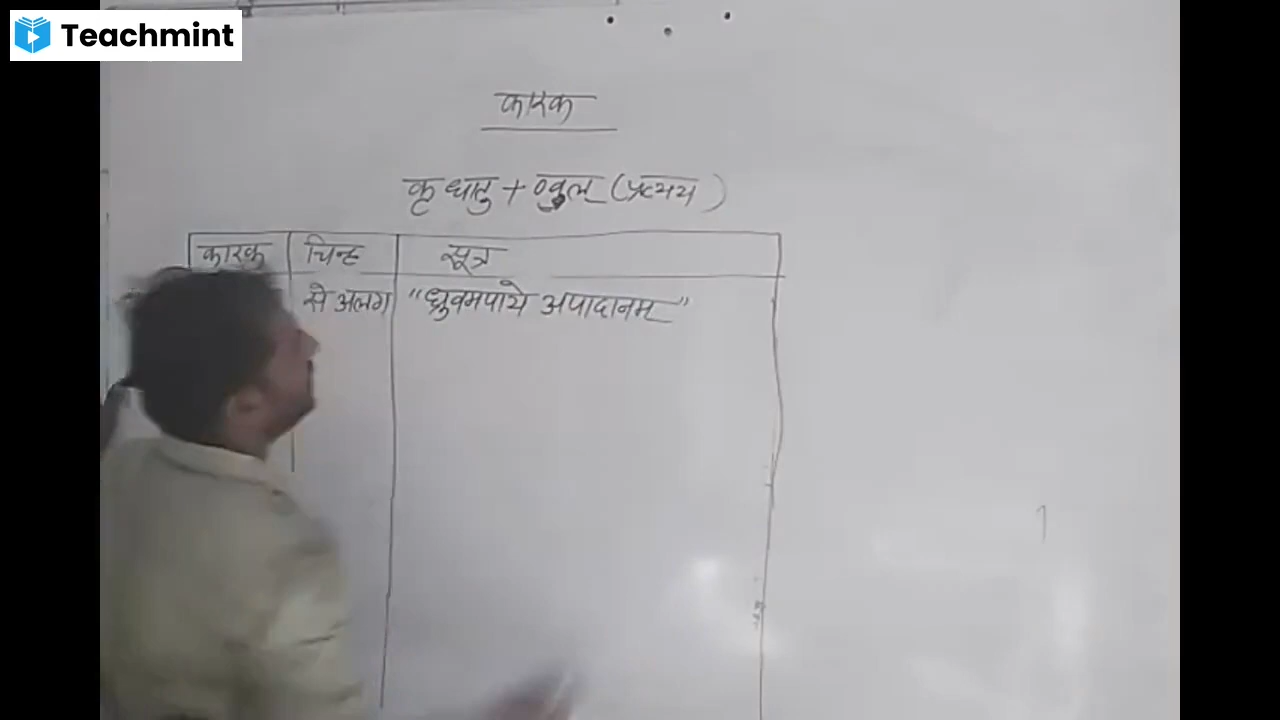 Teachmint
कारक
कृ धातु + ण्वुल् (प्रत्यय)
कारक चिन्ह सूत्र
से अलग "ध्रुवमपाये अपादानम्"